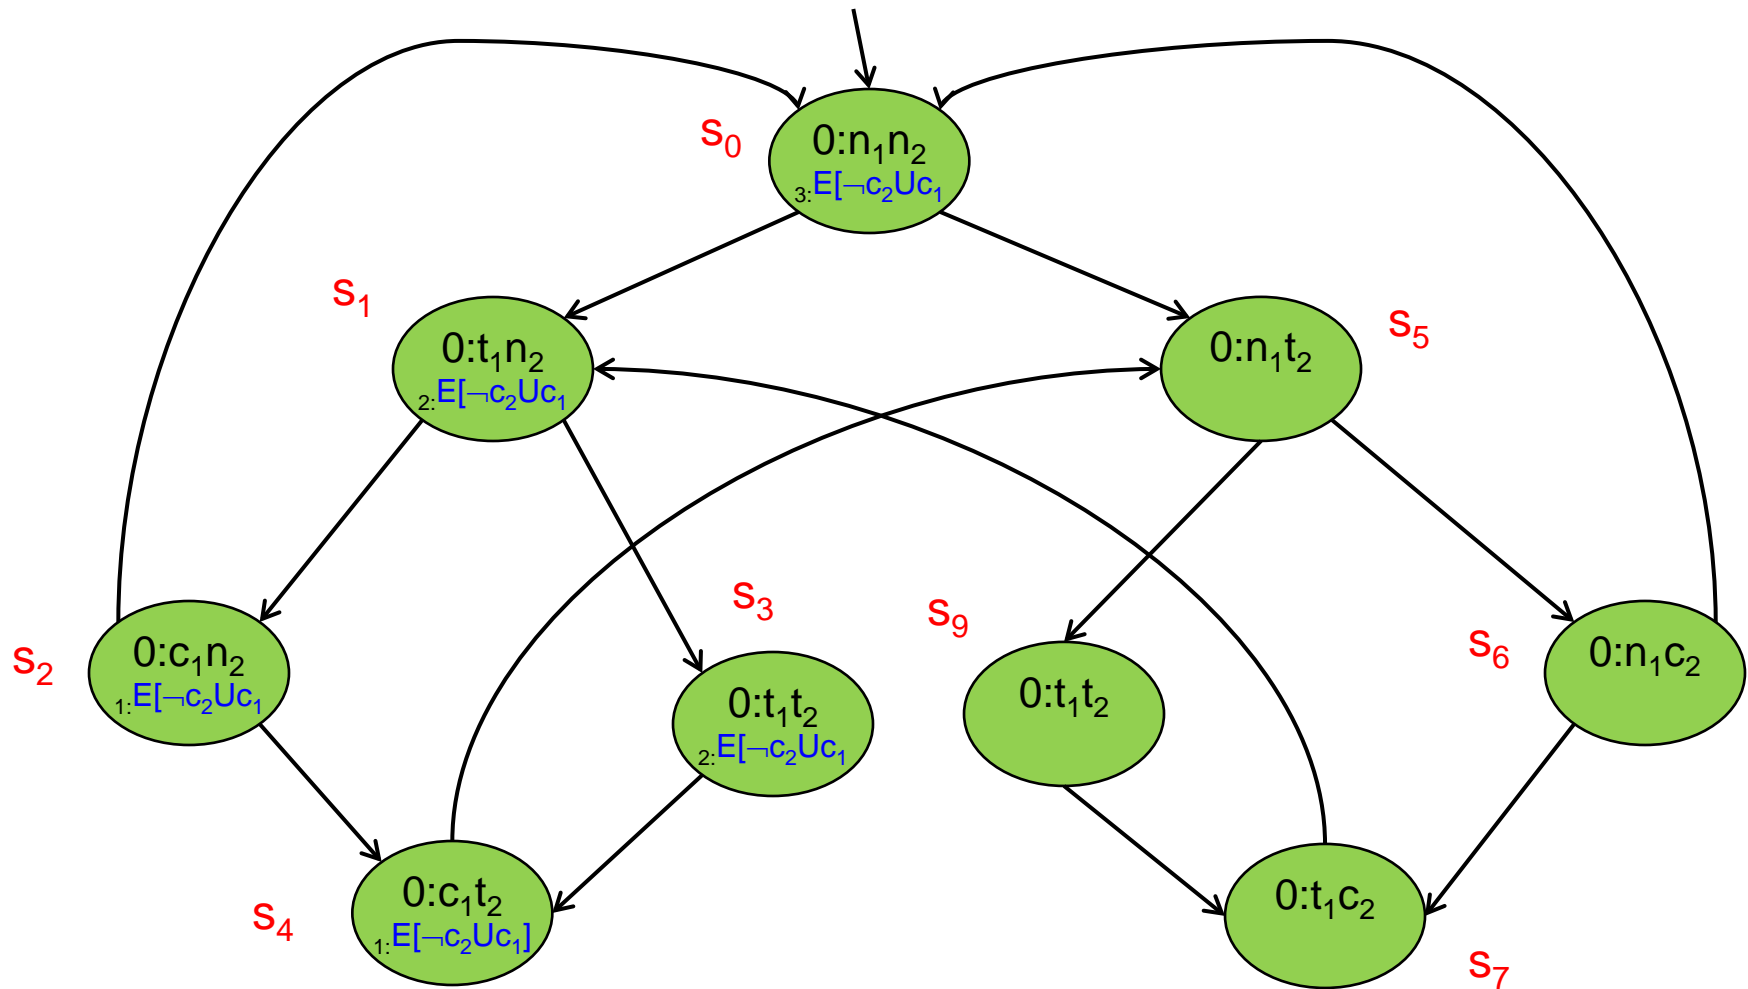 s₀
0:n₁n₂
3:E[¬c₂Uc₁
s₁
0:t₁n₂
2:E[¬c₂Uc₁
s₅
0:n₁t₂
s₂
0:c₁n₂
1:E[¬c₂Uc₁
s₃
0:t₁t₂
2:E[¬c₂Uc₁
s₉
0:t₁t₂
s₆
0:n₁c₂
s₄
0:c₁t₂
1:E[¬c₂Uc₁]
0:t₁c₂
s₇